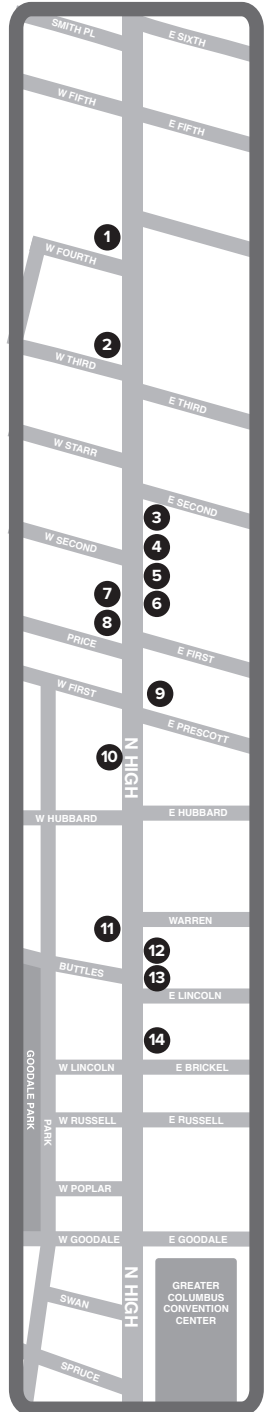 SMITH PL
E SIXTH
W FIFTH
E FIFTH
1
W FOURTH
2
W THIRD
E THIRD
W STARR
E SECOND
3
W SECOND
4
5
7
6
8
PRICE
E FIRST
W FIRST
9
E PRESCOTT
10
N HIGH
E HUBBARD
W HUBBARD
WARREN
11
12
BUTTLES
13
E LINCOLN
14
W LINCOLN
E BRICKEL
GOODALE PARK
PARK
W RUSSELL
E RUSSELL
W POPLAR
W GOODALE
E GOODALE
N HIGH
GREATER
COLUMBUS
CONVENTION
CENTER
SWAN
SPRUCE